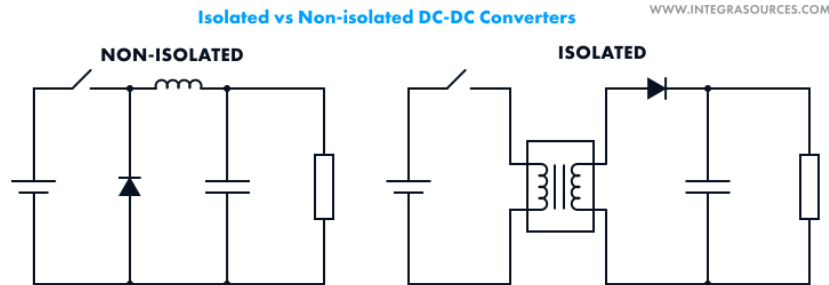 Isolated vs Non-isolated DC-DC Converters
WWW.INTEGRASOURCES.COM
NON-ISOLATED
ISOLATED